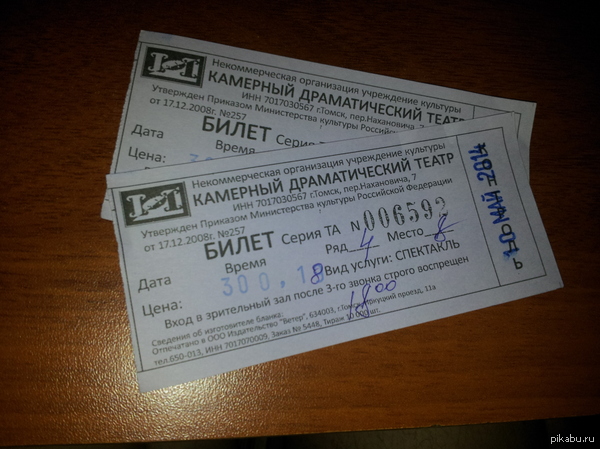 Некоммерческая организация учреждение культуры
КАМЕРНЫЙ ДРАМАТИЧЕСКИЙ ТЕАТР
ИНН 7017030567 г.Томск, пер.Нахановича, 7
Утвержден Приказом Министерства культуры Российской
от 17.12.2008г. №257
БИЛЕТ Серия
Дата
Время
Цена:
Некоммерческая организация учреждение культуры
КАМЕРНЫЙ ДРАМАТИЧЕСКИЙ ТЕАТР
ИНН 7017030567 г.Томск, пер.Нахановича, 7
Утвержден Приказом Министерства культуры Российской Федерации
от 17.12.2008г. №257
БИЛЕТ Серия ТА N 006592
Дата Время Ряд 4 Место 8
Цена: 300 Вид услуги: СПЕКТАКЛЬ
18 00
Вход в зрительный зал после 3-го звонка строго воспрещен
Сведения об изготовителе бланка:
Отпечатано в ООО Издательство "Ветер", 634003, г.Томск, проезд, 11а
тел.650-013, ИНН 7017070009, Заказ № 5448, Тираж 10 000 шт.
10 МАЙ 2014
pikabu.ru